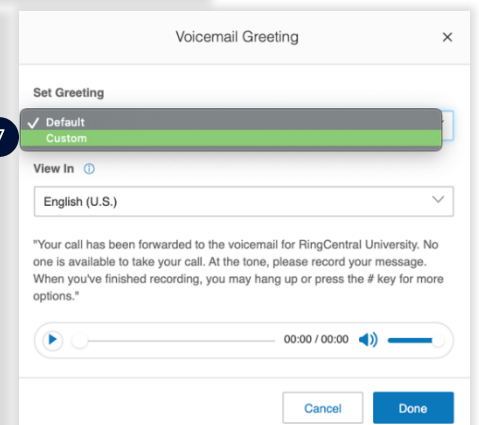 Voicemail Greeting
Set Greeting
7
✓ Default
Custom
View In
English (U.S.)
"Your call has been forwarded to the voicemail for RingCentral University. No
one is available to take your call. At the tone, please record your message.
When you've finished recording, you may hang up or press the # key for more
options."
00:00 / 00:00
Cancel
Done